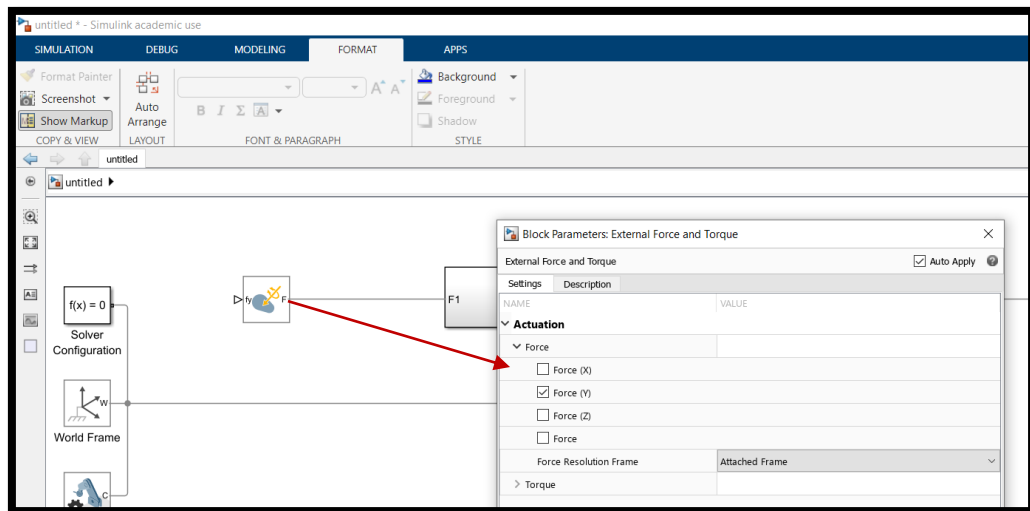 untitled * - Simulink academic use
SIMULATION DEBUG MODELING FORMAT APPS
Format Painter
Screenshot
Show Markup
Auto
Arrange
B I Σ A
A A
Background
Foreground
Shadow
COPY & VIEW LAYOUT FONT & PARAGRAPH STYLE
untitled
untitled
f(x) = 0
Solver
Configuration
W
World Frame
C
fy F
F1
Block Parameters: External Force and Torque
External Force and Torque Auto Apply
Settings Description
NAME VALUE
Actuation
Force
Force (X)
Force (Y)
Force (Z)
Force
Force Resolution Frame Attached Frame
Torque